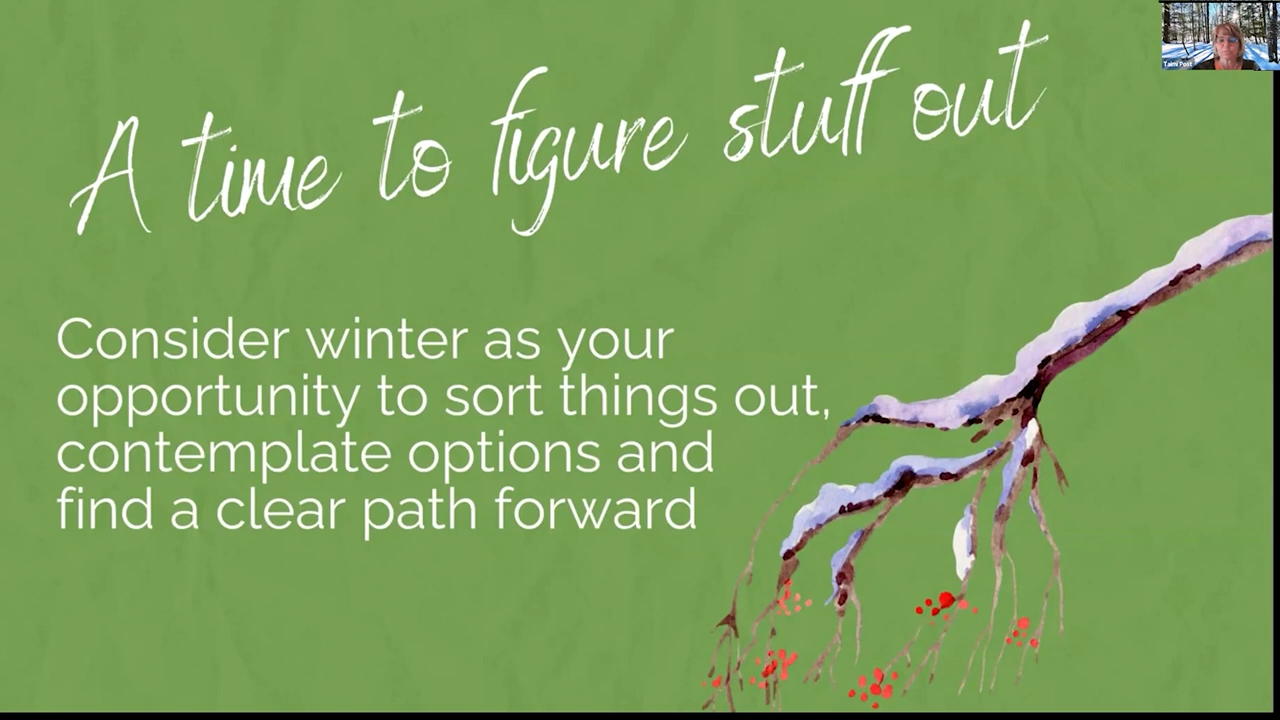 A time to figure stuff out
Consider winter as your
opportunity to sort things out,
contemplate options and
find a clear path forward